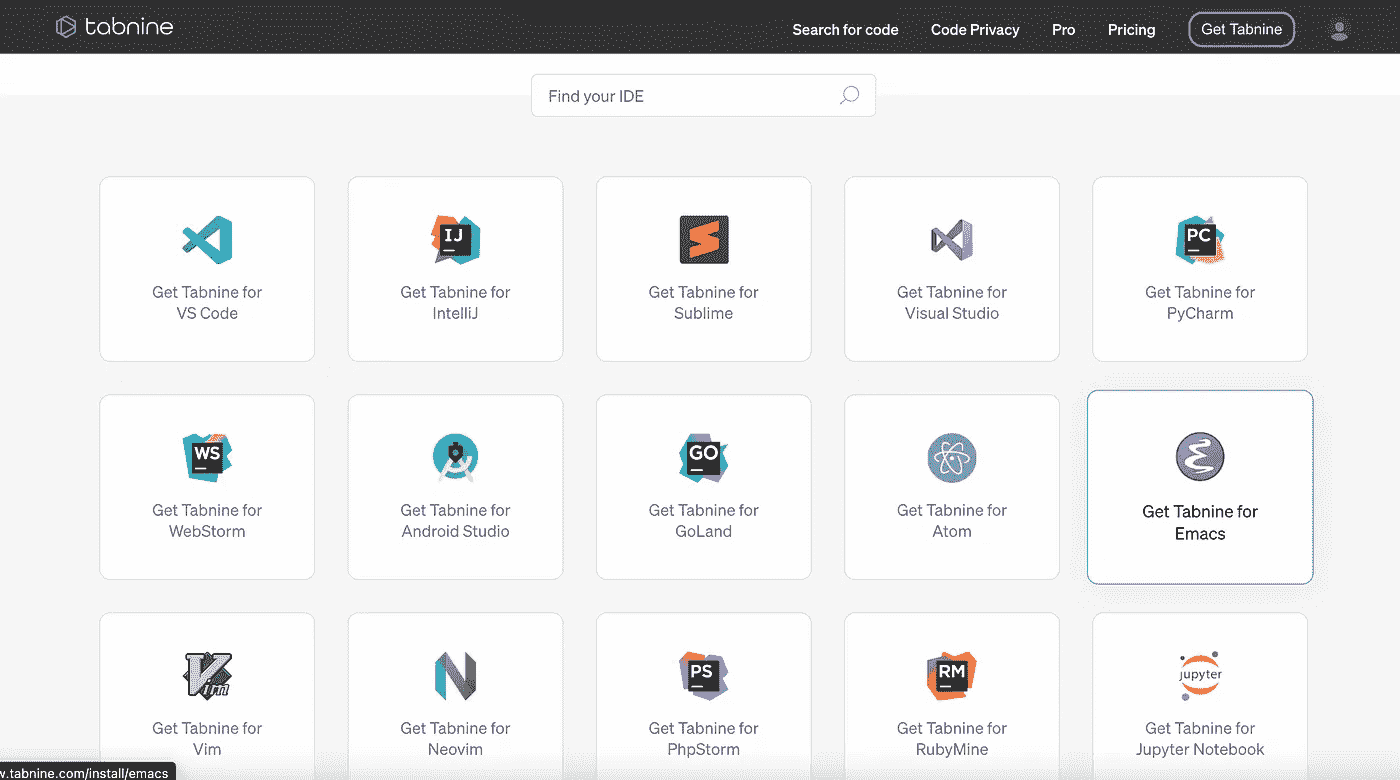 tabnine
Search for code
Code Privacy
Pro
Pricing
Get Tabnine
Find your IDE
Get Tabnine for
VS Code
IJ
Get Tabnine for
IntelliJ
Get Tabnine for
Sublime
Get Tabnine for
Visual Studio
PC
Get Tabnine for
PyCharm
WS
Get Tabnine for
WebStorm
Get Tabnine for
Android Studio
GO
Get Tabnine for
GoLand
Get Tabnine for
Atom
Get Tabnine for
Emacs
Vim
Get Tabnine for
Vim
Get Tabnine for
Neovim
PS
Get Tabnine for
PhpStorm
RM
Get Tabnine for
RubyMine
jupyter
Get Tabnine for
Jupyter Notebook
w.tabnine.com/install/emacs